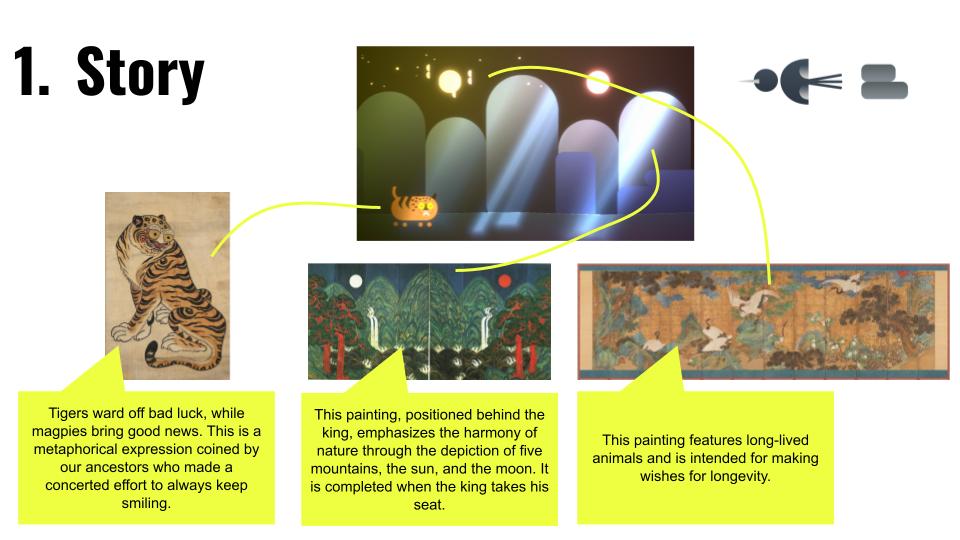 1. Story
Tigers ward off bad luck, while
magpies bring good news. This is a
metaphorical expression coined by
our ancestors who made a
concerted effort to always keep
smiling.
This painting, positioned behind the
king, emphasizes the harmony of
nature through the depiction of five
mountains, the sun, and the moon. It
is completed when the king takes his
seat.
This painting features long-lived
animals and is intended for making
wishes for longevity.